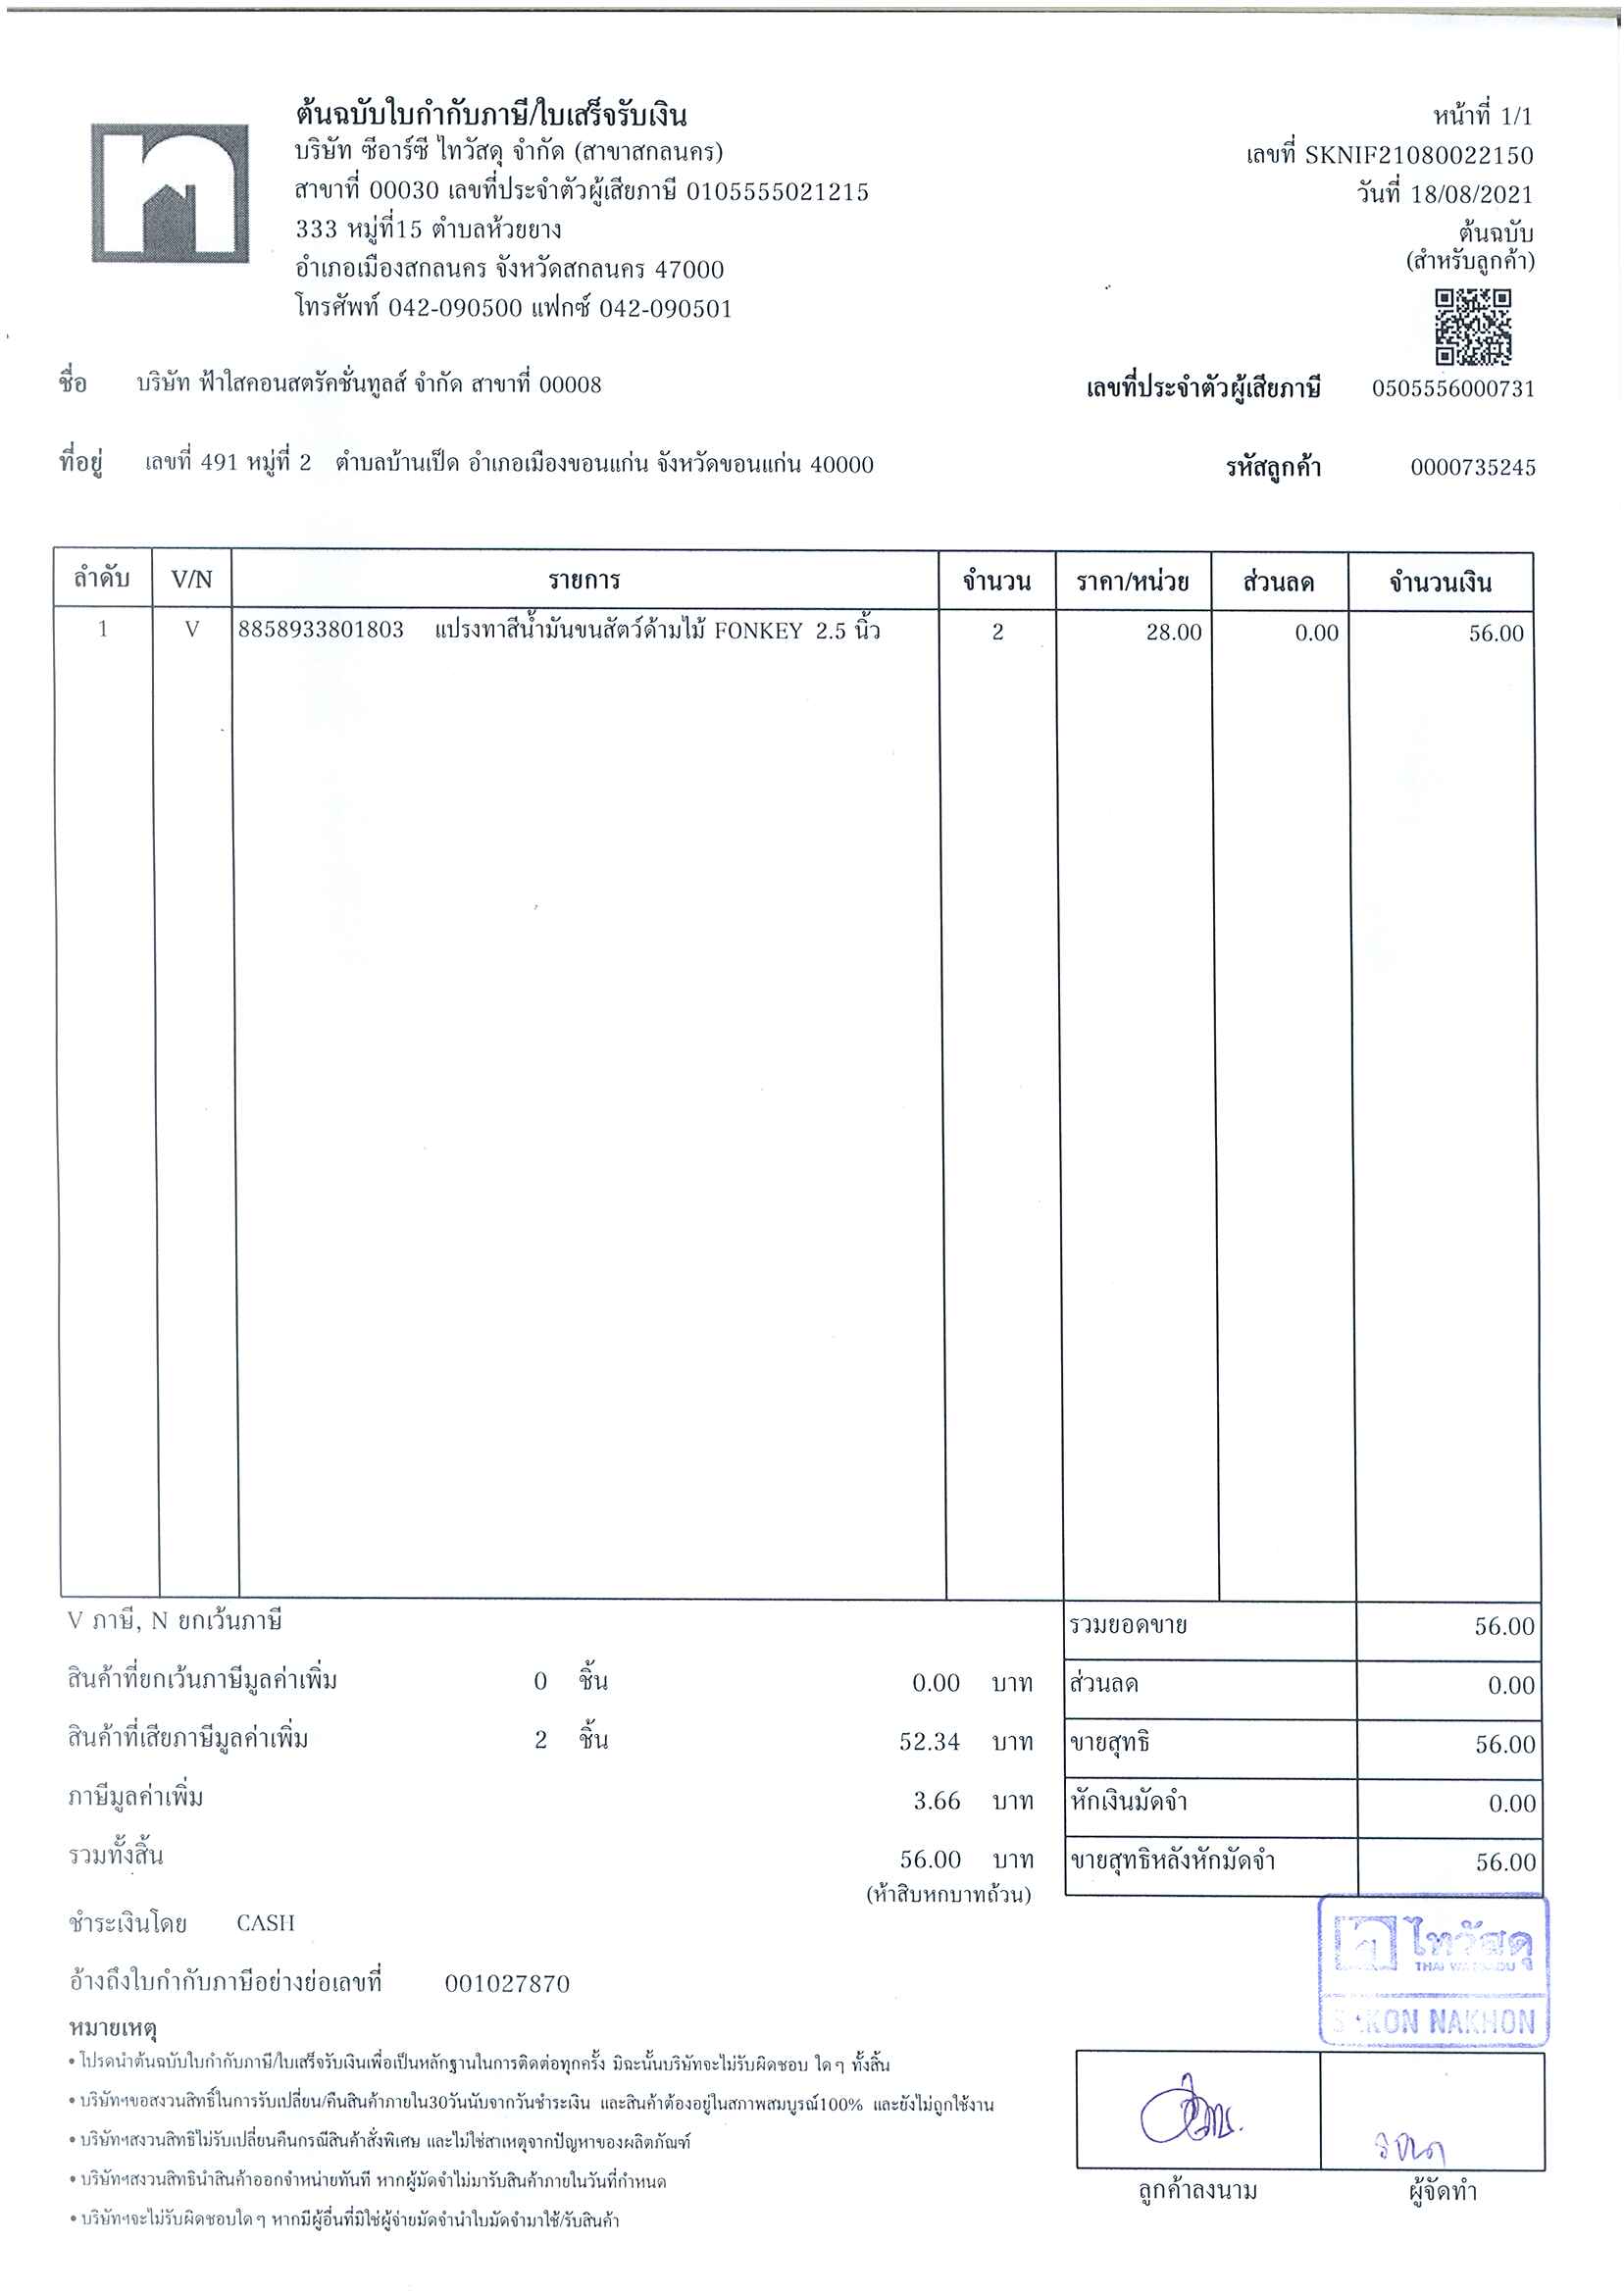 ต้นฉบับใบกำกับภาษี/ใบเสร็จรับเงิน
บริษัท ซีอาร์ซี ไทวัสดุ จำกัด (สาขาสกลนคร)
สาขาที่ 00030 เลขที่ประจำตัวผู้เสียภาษี 0105555021215
333 หมู่ที่15 ตำบลห้วยยาง
อำเภอเมืองสกลนคร จังหวัดสกลนคร 47000
โทรศัพท์ 042-090500 แฟกซ์ 042-090501
หน้าที่ 1/1
เลขที่ SKNIF21080022150
วันที่ 18/08/2021
ต้นฉบับ
(สำหรับลูกค้า)
ชื่อ บริษัท ฟ้าใสคอนสตรัคชั่นทูลส์ จำกัด สาขาที่ 00008 เลขที่ประจำตัวผู้เสียภาษี 0505556000731
ที่อยู่ เลขที่ 491 หมู่ที่ 2 ตำบลบ้านเป็ด อำเภอเมืองขอนแก่น จังหวัดขอนแก่น 40000 รหัสลูกค้า 0000735245
ลำดับ V/N รายการ จำนวน ราคา/หน่วย ส่วนลด จำนวนเงิน
1 V 8858933801803 แปรงทาสีน้ำมันขนสัตว์ด้ามไม้ FONKEY 2.5 นิ้ว 2 28.00 0.00 56.00
V ภาษี, N ยกเว้นภาษี รวมยอดขาย 56.00
สินค้าที่ยกเว้นภาษีมูลค่าเพิ่ม 0 ชิ้น 0.00 บาท ส่วนลด 0.00
สินค้าที่เสียภาษีมูลค่าเพิ่ม 2 ชิ้น 52.34 บาท ขายสุทธิ 56.00
ภาษีมูลค่าเพิ่ม 3.66 บาท หักเงินมัดจำ 0.00
รวมทั้งสิ้น 56.00 บาท ขายสุทธิหลังหักมัดจำ 56.00
(ห้าสิบหกบาทถ้วน)
ชำระเงินโดย CASH
ไทวัสดุ
THAI WATSADU
SAKON NAKHON
อ้างถึงใบกำกับภาษีอย่างย่อเลขที่ 001027870
หมายเหตุ
• โปรดนำต้นฉบับใบกำกับภาษี/ใบเสร็จรับเงินเพื่อเป็นหลักฐานในการติดต่อทุกครั้ง มิฉะนั้นบริษัทจะไม่รับผิดชอบ ใดๆ ทั้งสิ้น
• บริษัทฯขอสงวนสิทธิ์ในการรับเปลี่ยน/คืนสินค้าภายใน30วันนับจากวันชำระเงิน และสินค้าต้องอยู่ในสภาพสมบูรณ์100% และยังไม่ถูกใช้งาน
• บริษัทฯสงวนสิทธิไม่รับเปลี่ยนคืนกรณีสินค้าสั่งพิเศษ และไม่ใช่สาเหตุจากปัญหาของผลิตภัณฑ์
• บริษัทฯสงวนสิทธินำสินค้าออกจำหน่ายทันที หากผู้มัดจำไม่มารับสินค้าภายในวันที่กำหนด
• บริษัทฯจะไม่รับผิดชอบใดๆ หากมีผู้อื่นที่มิใช่ผู้จ่ายมัดจำนำใบมัดจำมาใช้/รับสินค้า
ลูกค้าลงนาม ผู้จัดทำ